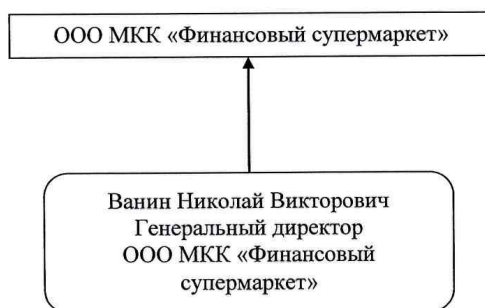 ООО МКК «Финансовый супермаркет»
Ванин Николай Викторович
Генеральный директор
ООО МКК «Финансовый
супермаркет»